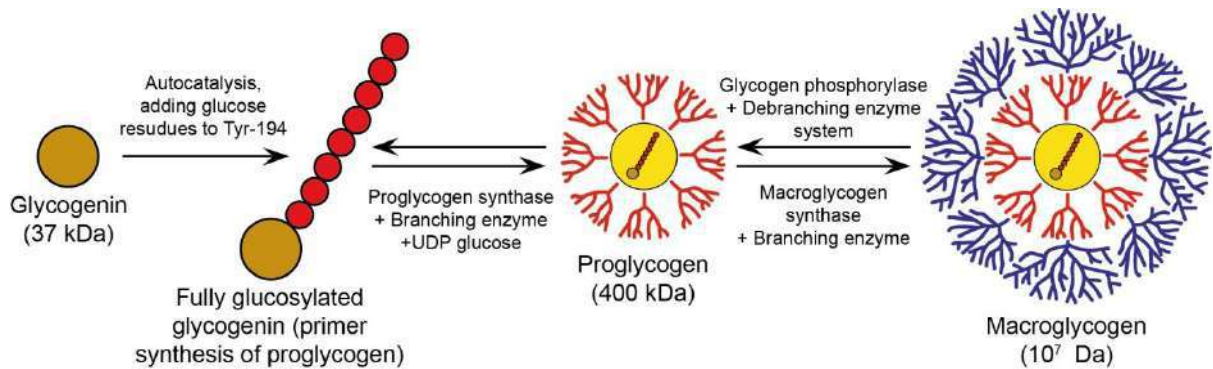 Glycogenin
(37 kDa)
Autocatalysis,
adding glucose
resudues to Tyr-194
Fully glucosylated
glycogenin (primer
synthesis of proglycogen)
Proglycogen synthase
+ Branching enzyme
+UDP glucose
Proglycogen
(400 kDa)
Glycogen phosphorylase
+ Debranching enzyme
system
Macroglycogen
synthase
+ Branching enzyme
Macroglycogen
(10⁷ Da)